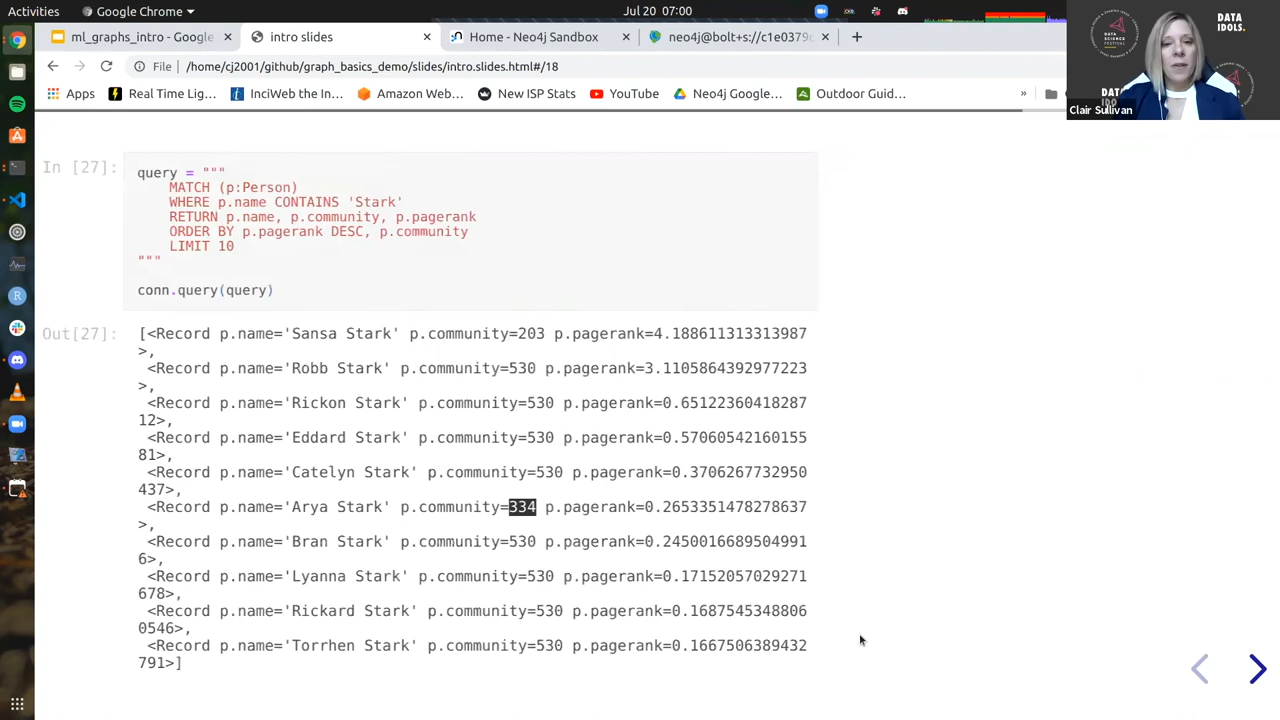 Activities
Google Chrome
Jul 20 07:00
ml_graphs_intro - Google
intro slides
Home - Neo4j Sandbox
neo4j@bolt+s://c1e0379
File
/home/cj2001/github/graph_basics_demo/slides/intro.slides.html#/18
Apps
Real Time Lig...
InciWeb the In...
Amazon Web...
New ISP Stats
YouTube
Neo4j Google...
Outdoor Guid...
»
DATA SCIENCE FESTIVAL
DATA IDOLS.
Clair Sullivan
In [27]:
query = """
MATCH (p:Person)
WHERE p.name CONTAINS 'Stark'
RETURN p.name, p.community, p.pagerank
ORDER BY p.pagerank DESC, p.community
LIMIT 10
"""
conn.query(query)
Out[27]:
[<Record p.name='Sansa Stark' p.community=203 p.pagerank=4.188611313313987
>,
<Record p.name='Robb Stark' p.community=530 p.pagerank=3.1105864392977223
>,
<Record p.name='Rickon Stark' p.community=530 p.pagerank=0.65122360418287
12>,
<Record p.name='Eddard Stark' p.community=530 p.pagerank=0.57060542160155
81>,
<Record p.name='Catelyn Stark' p.community=530 p.pagerank=0.3706267732950
437>,
<Record p.name='Arya Stark' p.community=334 p.pagerank=0.2653351478278637
>,
<Record p.name='Bran Stark' p.community=530 p.pagerank=0.2450016689504991
6>,
<Record p.name='Lyanna Stark' p.community=530 p.pagerank=0.17152057029271
678>,
<Record p.name='Rickard Stark' p.community=530 p.pagerank=0.1687545348806
0546>,
<Record p.name='Torrhen Stark' p.community=530 p.pagerank=0.1667506389432
791>]